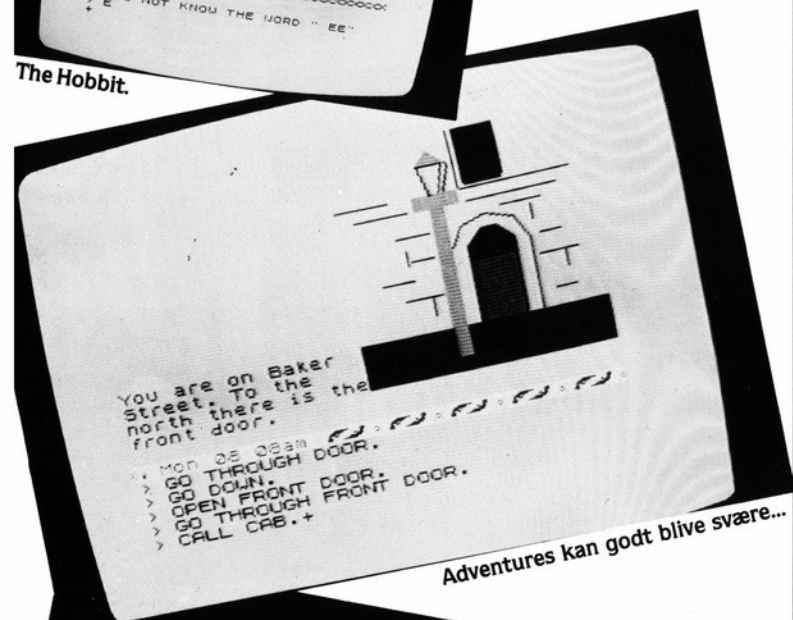 NOT KNOW THE WORD " EE"
+ E
The Hobbit.
You are on Baker
Street. To the
north there is the
front door.
Mon 08 08am
> GO THROUGH DOOR.
> GO DOWN.
> OPEN FRONT DOOR.
> GO THROUGH FRONT DOOR.
> CALL CAB.+
Adventures kan godt blive svære...